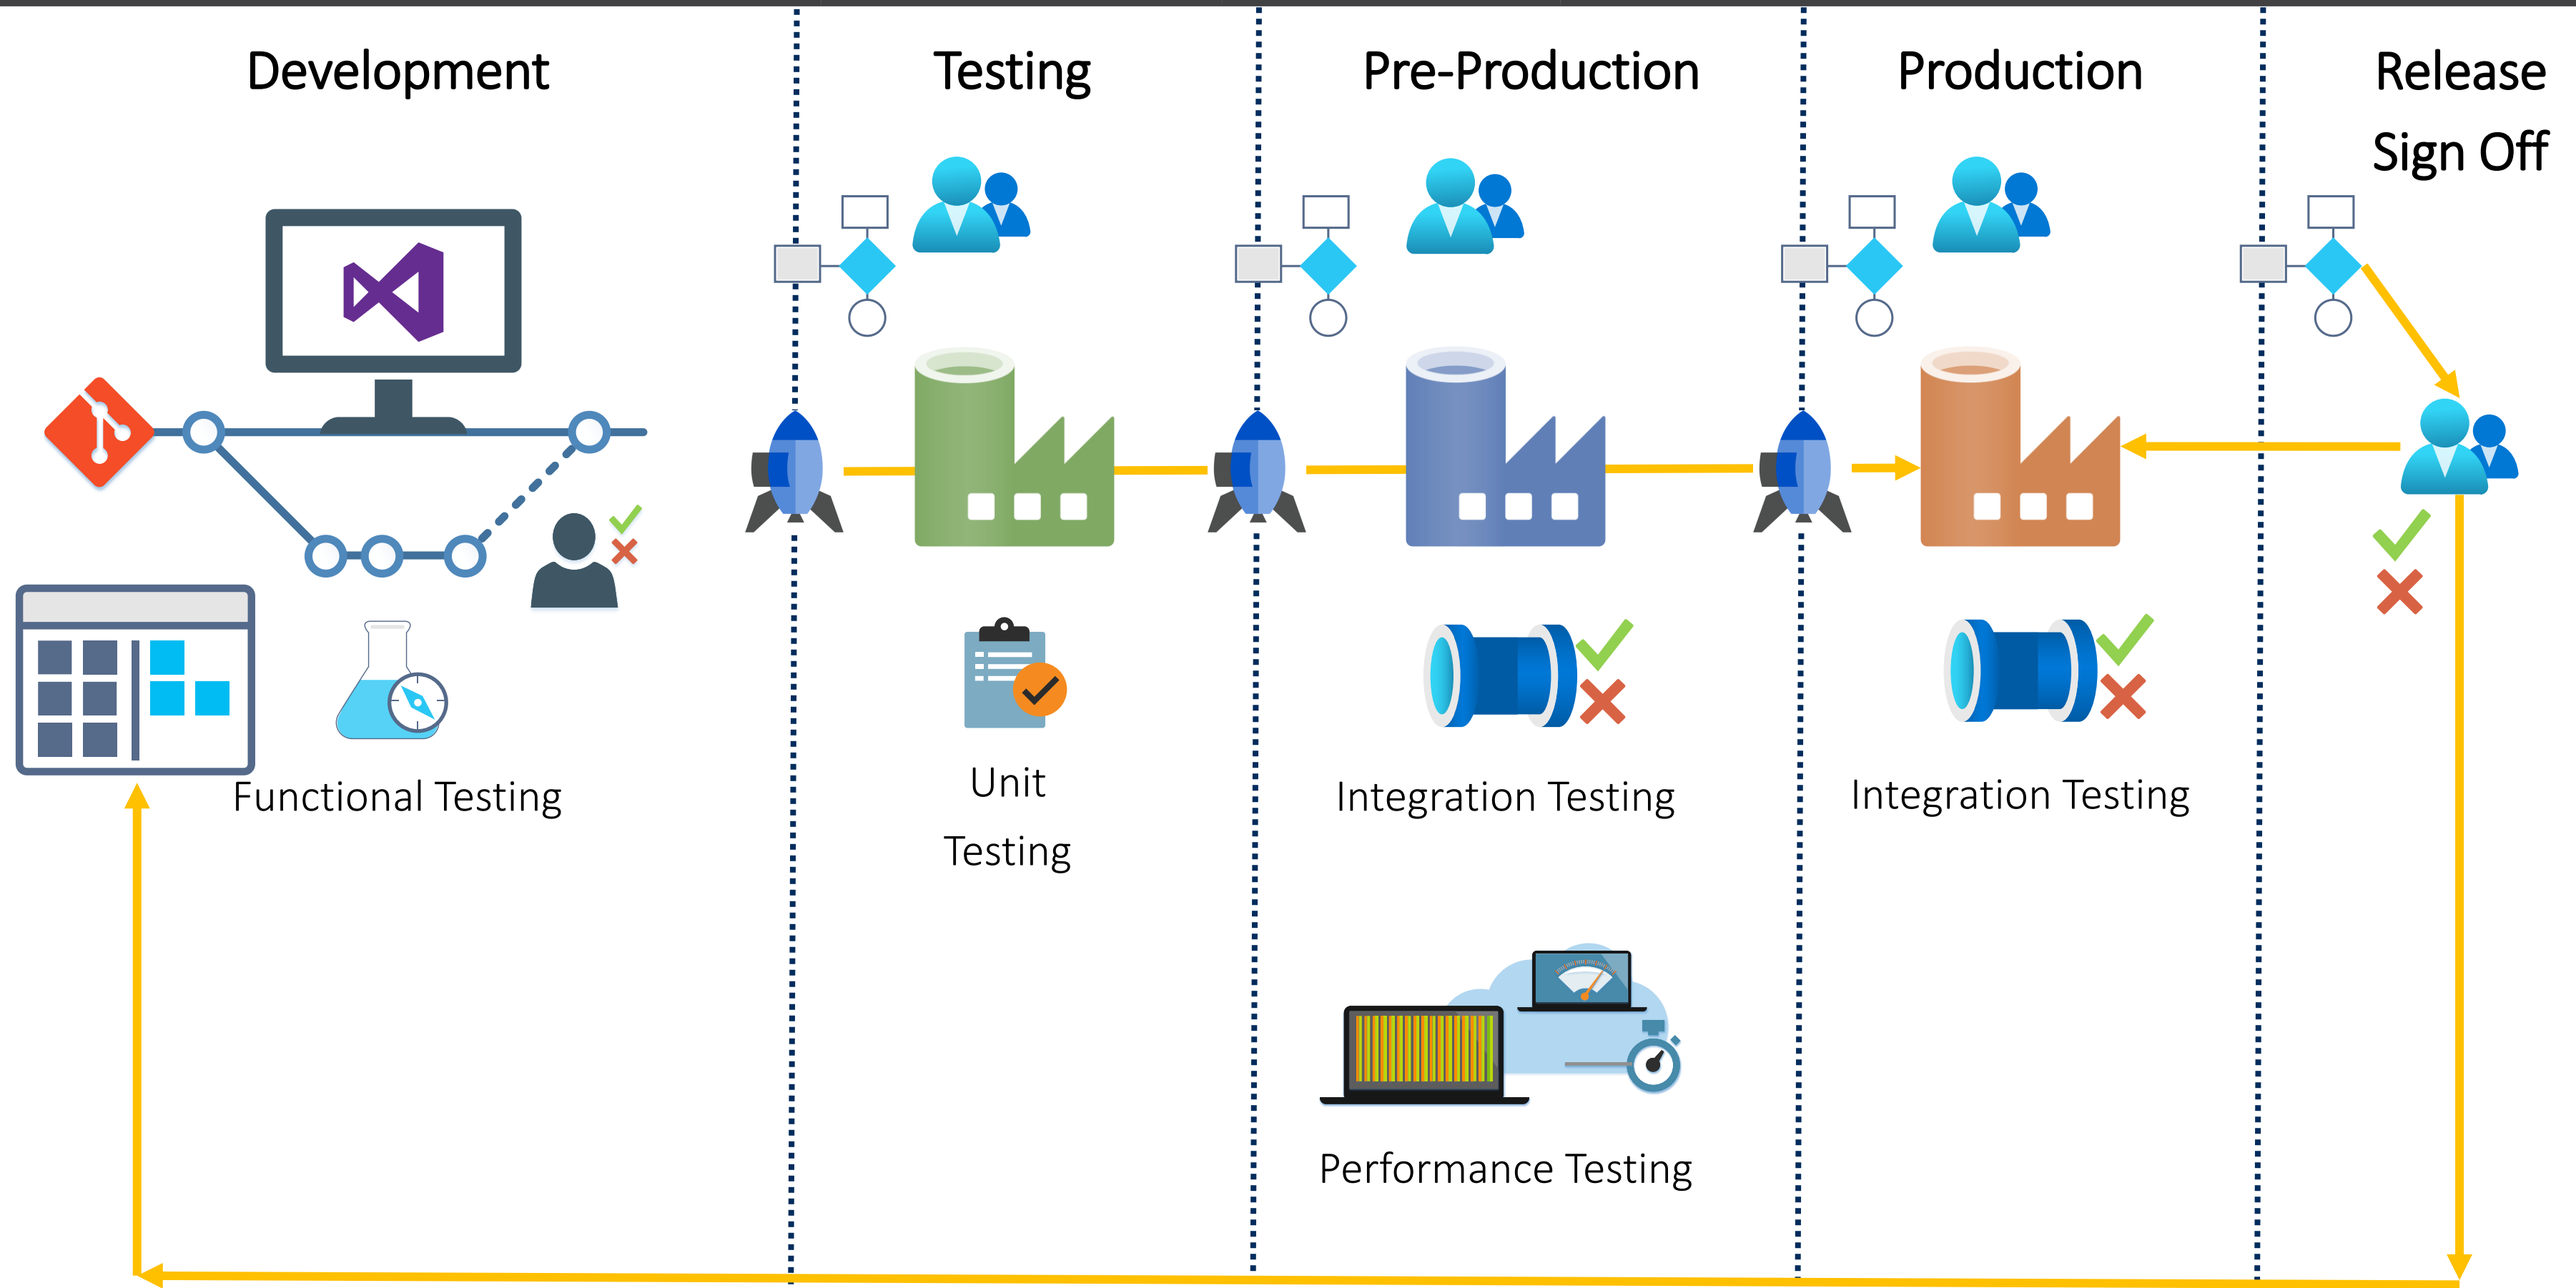 Development
Testing
Pre-Production
Production
Release
Sign Off
Functional Testing
Unit
Testing
Integration Testing
Integration Testing
Performance Testing